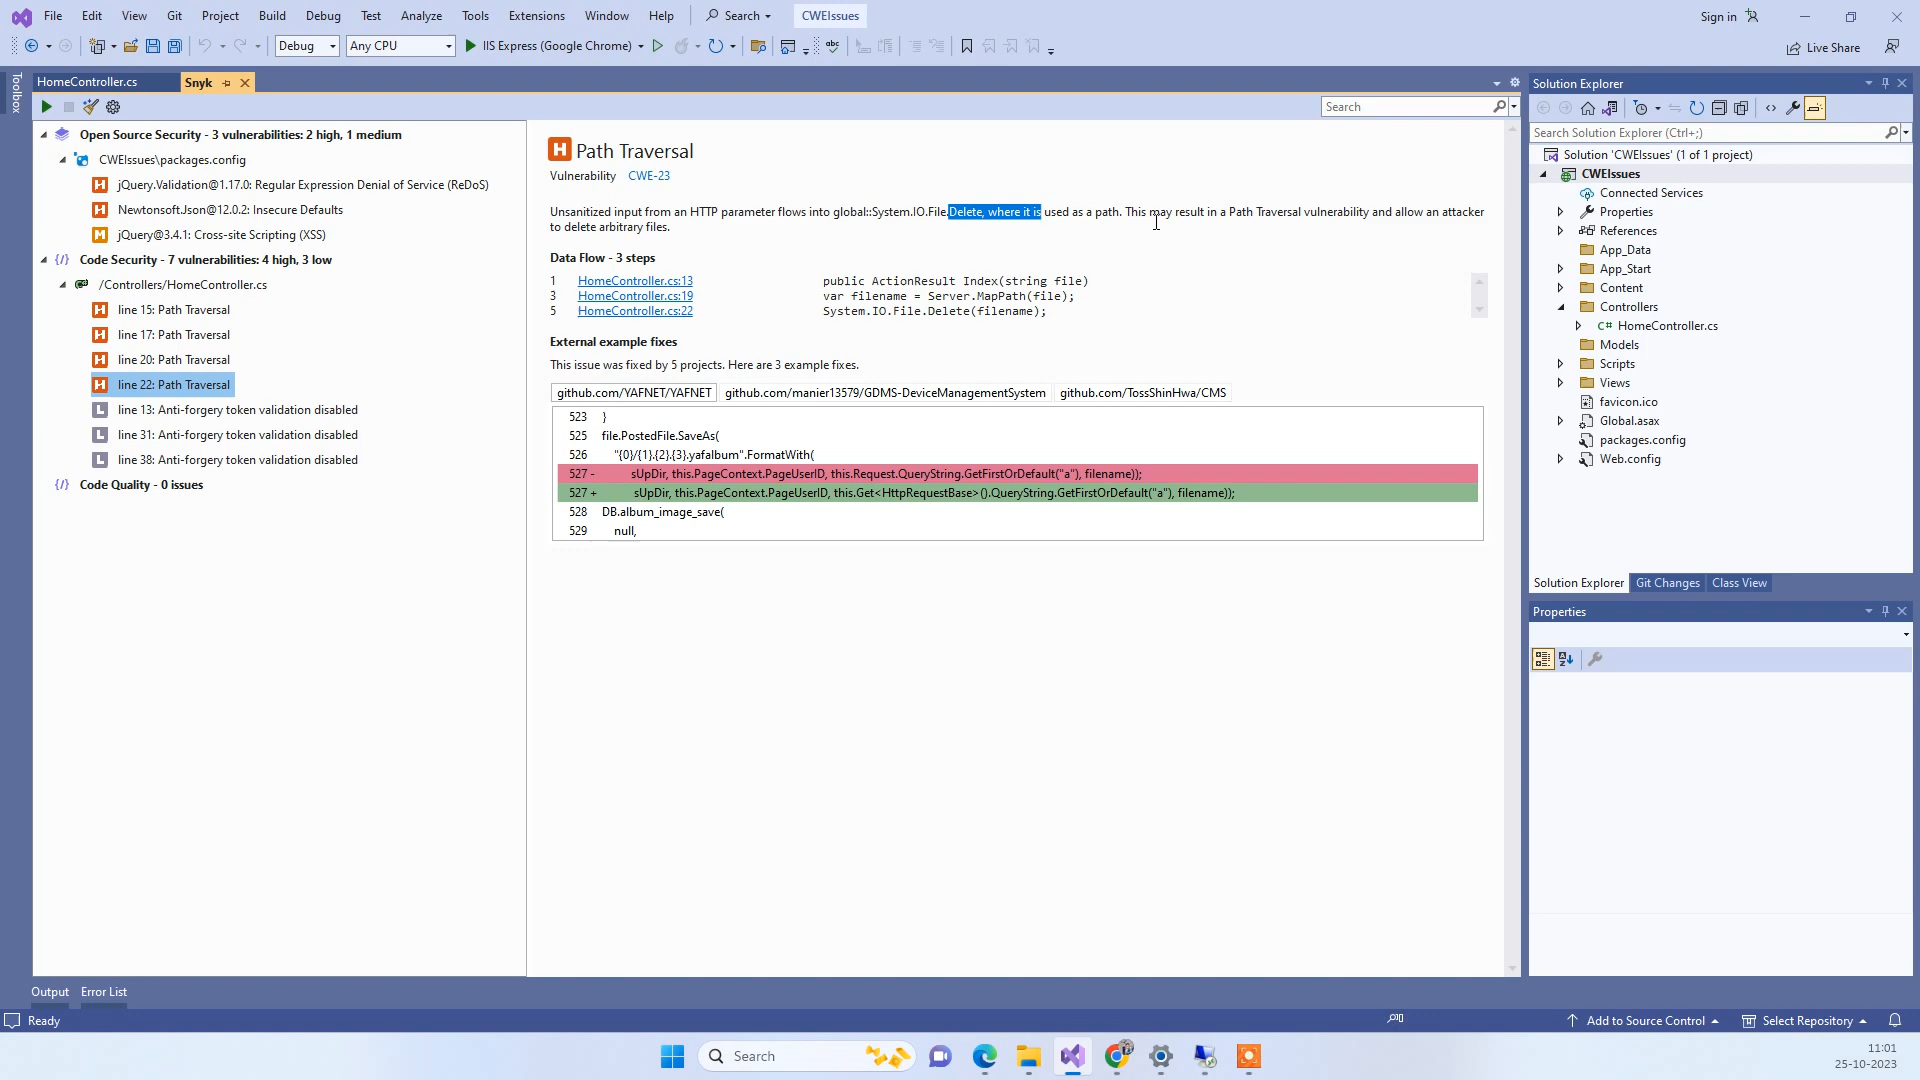 File Edit View Git Project Build Debug Test Analyze Tools Extensions Window Help Search CWEIssues Sign in
Debug Any CPU IIS Express (Google Chrome) abc Live Share
Toolbox
HomeController.cs Snyk
Search
Open Source Security - 3 vulnerabilities: 2 high, 1 medium
CWEIssues\packages.config
H jQuery.Validation@1.17.0: Regular Expression Denial of Service (ReDoS)
H Newtonsoft.Json@12.0.2: Insecure Defaults
M jQuery@3.4.1: Cross-site Scripting (XSS)
Code Security - 7 vulnerabilities: 4 high, 3 low
/Controllers/HomeController.cs
H line 15: Path Traversal
H line 17: Path Traversal
H line 20: Path Traversal
H line 22: Path Traversal
L line 13: Anti-forgery token validation disabled
L line 31: Anti-forgery token validation disabled
L line 38: Anti-forgery token validation disabled
Code Quality - 0 issues
H Path Traversal
Vulnerability CWE-23
Unsanitized input from an HTTP parameter flows into global::System.IO.File.Delete, where it is used as a path. This may result in a Path Traversal vulnerability and allow an attacker
to delete arbitrary files.
Data Flow - 3 steps
1 HomeController.cs:13 public ActionResult Index(string file)
3 HomeController.cs:19 var filename = Server.MapPath(file);
5 HomeController.cs:22 System.IO.File.Delete(filename);
External example fixes
This issue was fixed by 5 projects. Here are 3 example fixes.
github.com/YAFNET/YAFNET github.com/manier13579/GDMS-DeviceManagementSystem github.com/TossShinHwa/CMS
523 }
525 file.PostedFile.SaveAs(
526 "{0}/{1}.{2}.{3}.yafalbum".FormatWith(
527 - sUpDir, this.PageContext.PageUserID, this.Request.QueryString.GetFirstOrDefault("a"), filename));
527 + sUpDir, this.PageContext.PageUserID, this.Get<HttpRequestBase>().QueryString.GetFirstOrDefault("a"), filename));
528 DB.album_image_save(
529 null,
Solution Explorer
Search Solution Explorer (Ctrl+;)
Solution 'CWEIssues' (1 of 1 project)
CWEIssues
Connected Services
Properties
References
App_Data
App_Start
Content
Controllers
C# HomeController.cs
Models
Scripts
Views
favicon.ico
Global.asax
packages.config
Web.config
Solution Explorer Git Changes Class View
Properties
Output Error List
Ready Add to Source Control Select Repository
Search
11:01
25-10-2023